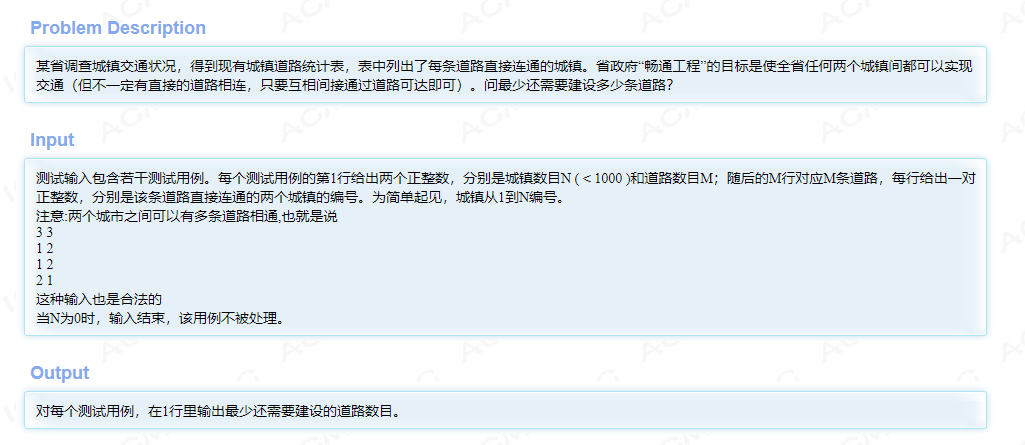 Problem Description
某省调查城镇交通状况，得到现有城镇道路统计表，表中列出了每条道路直接连通的城镇。省政府“畅通工程”的目标是使全省任何两个城镇间都可以实现
交通（但不一定有直接的道路相连，只要互相间接通过道路可达即可）。问最少还需要建设多少条道路？
Input
测试输入包含若干测试用例。每个测试用例的第1行给出两个正整数，分别是城镇数目N ( < 1000 )和道路数目M；随后的M行对应M条道路，每行给出一对
正整数，分别是该条道路直接连通的两个城镇的编号。为简单起见，城镇从1到N编号。
注意:两个城市之间可以有多条道路相通,也就是说
3 3
1 2
1 2
2 1
这种输入也是合法的
当N为0时，输入结束，该用例不被处理。
Output
对每个测试用例，在1行里输出最少还需要建设的道路数目。